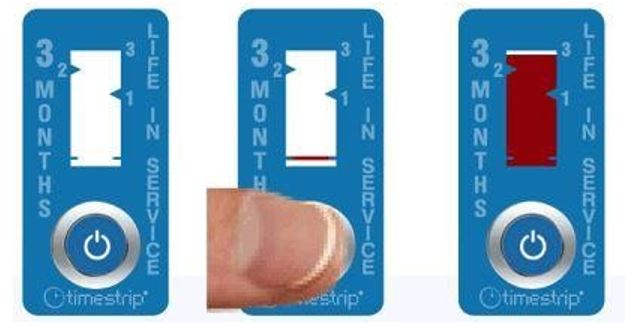 3 MONTHS
LIFE IN SERVICE
3
2
1
timestrip®
3 MONTHS
LIFE IN SERVICE
3
2
1
timestrip®
3 MONTHS
LIFE IN SERVICE
3
2
1
timestrip®